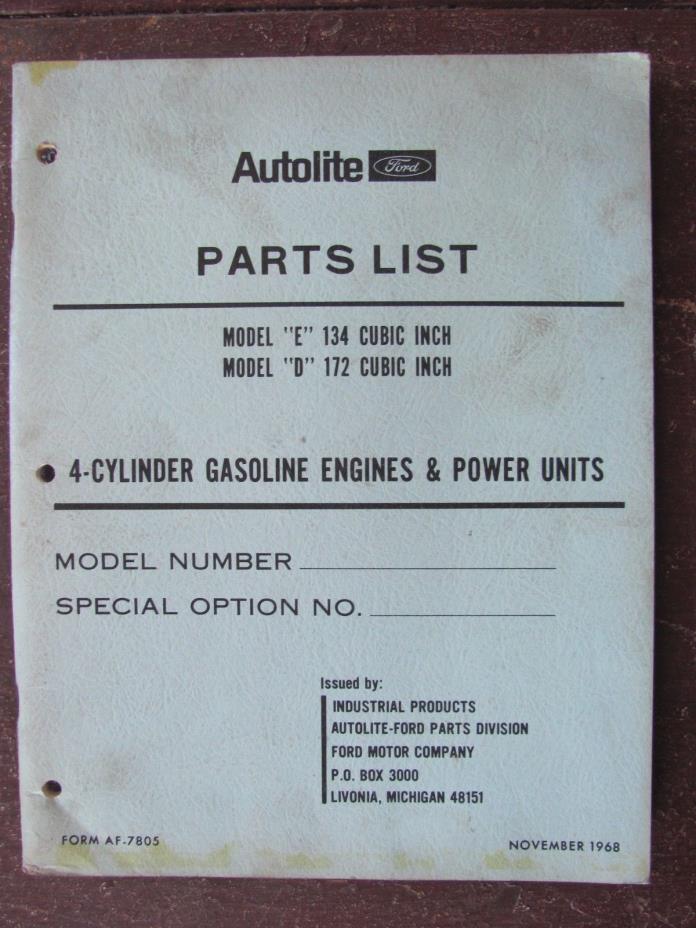 Autolite Ford
PARTS LIST
MODEL "E" 134 CUBIC INCH
MODEL "D" 172 CUBIC INCH
4-CYLINDER GASOLINE ENGINES & POWER UNITS
MODEL NUMBER
SPECIAL OPTION NO.
Issued by:
INDUSTRIAL PRODUCTS
AUTOLITE-FORD PARTS DIVISION
FORD MOTOR COMPANY
P.O. BOX 3000
LIVONIA, MICHIGAN 48151
FORM AF-7805
NOVEMBER 1968